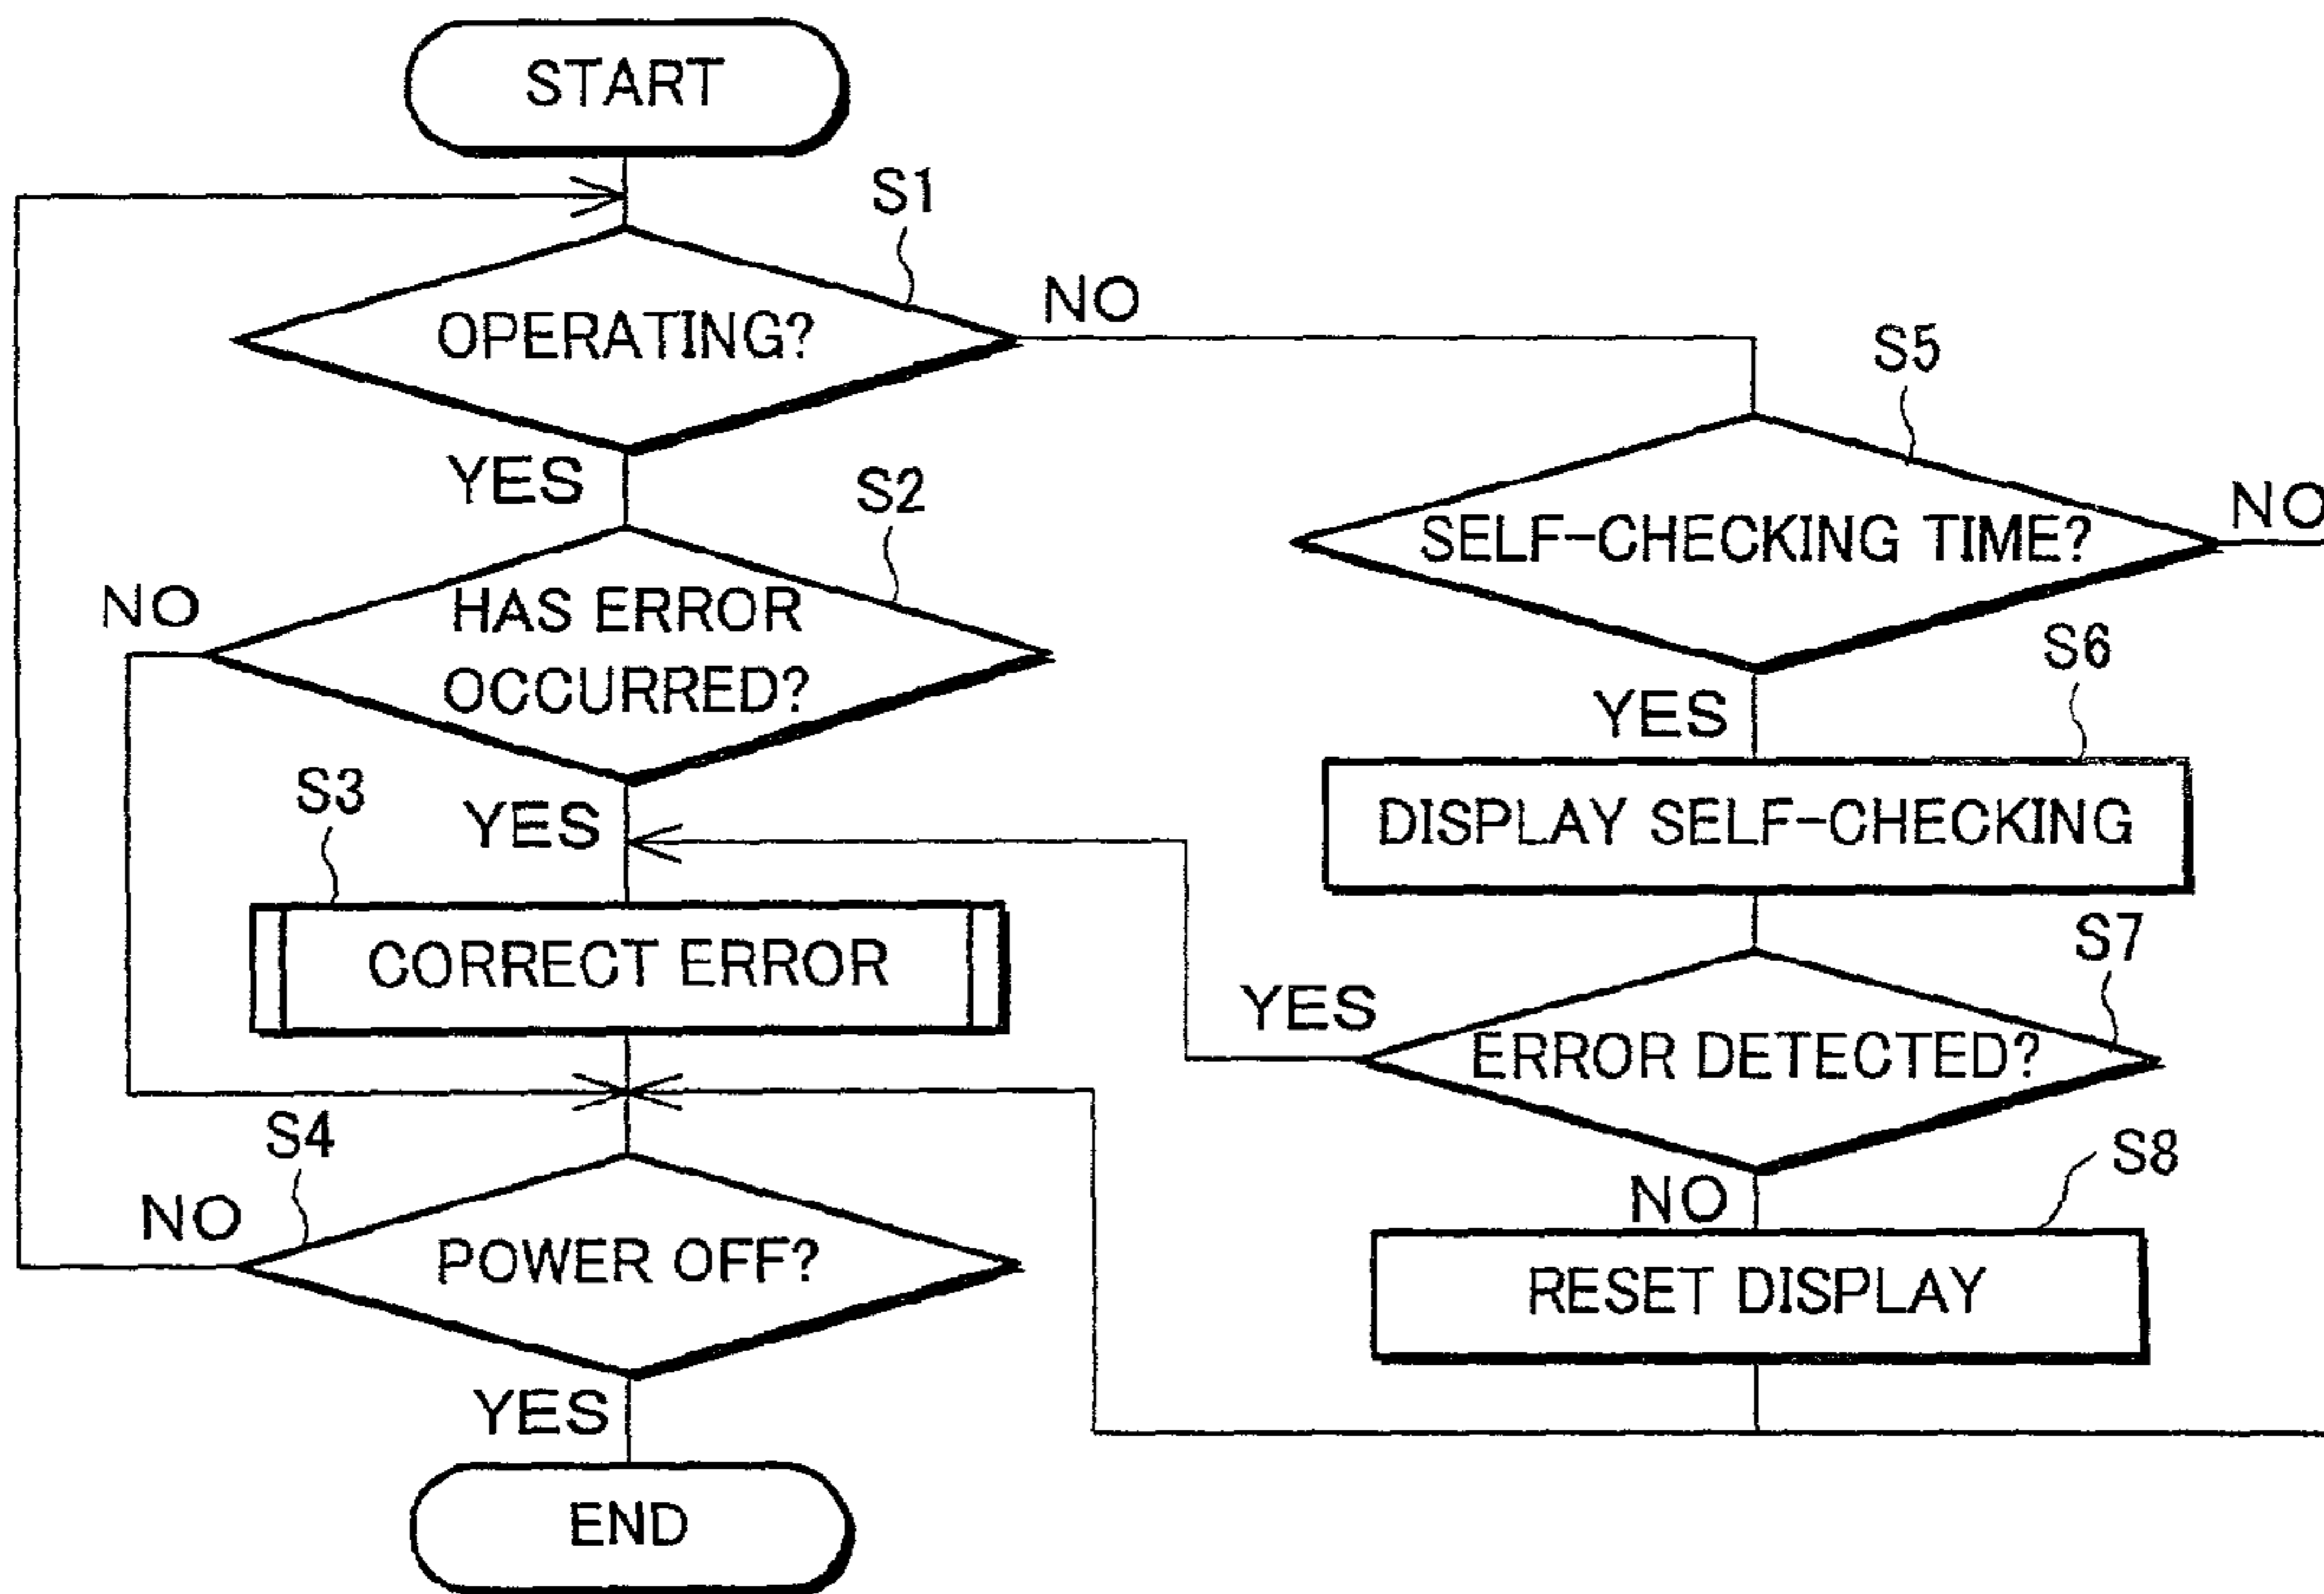 START
S1
OPERATING?
NO
YES
S2
HAS ERROR
OCCURRED?
NO
YES
S3
CORRECT ERROR
S4
POWER OFF?
NO
YES
END
S5
SELF-CHECKING TIME?
NO
YES
S6
DISPLAY SELF-CHECKING
S7
ERROR DETECTED?
YES
NO
S8
RESET DISPLAY